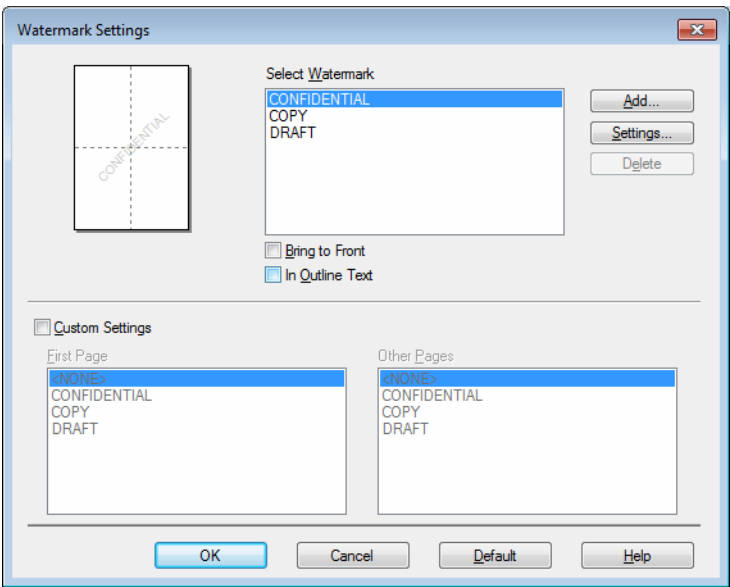 Watermark Settings
Select Watermark
CONFIDENTIAL
CONFIDENTIAL
COPY
DRAFT
Add...
Settings...
Delete
Bring to Front
In Outline Text
Custom Settings
First Page
<NONE>
CONFIDENTIAL
COPY
DRAFT
Other Pages
<NONE>
CONFIDENTIAL
COPY
DRAFT
OK
Cancel
Default
Help